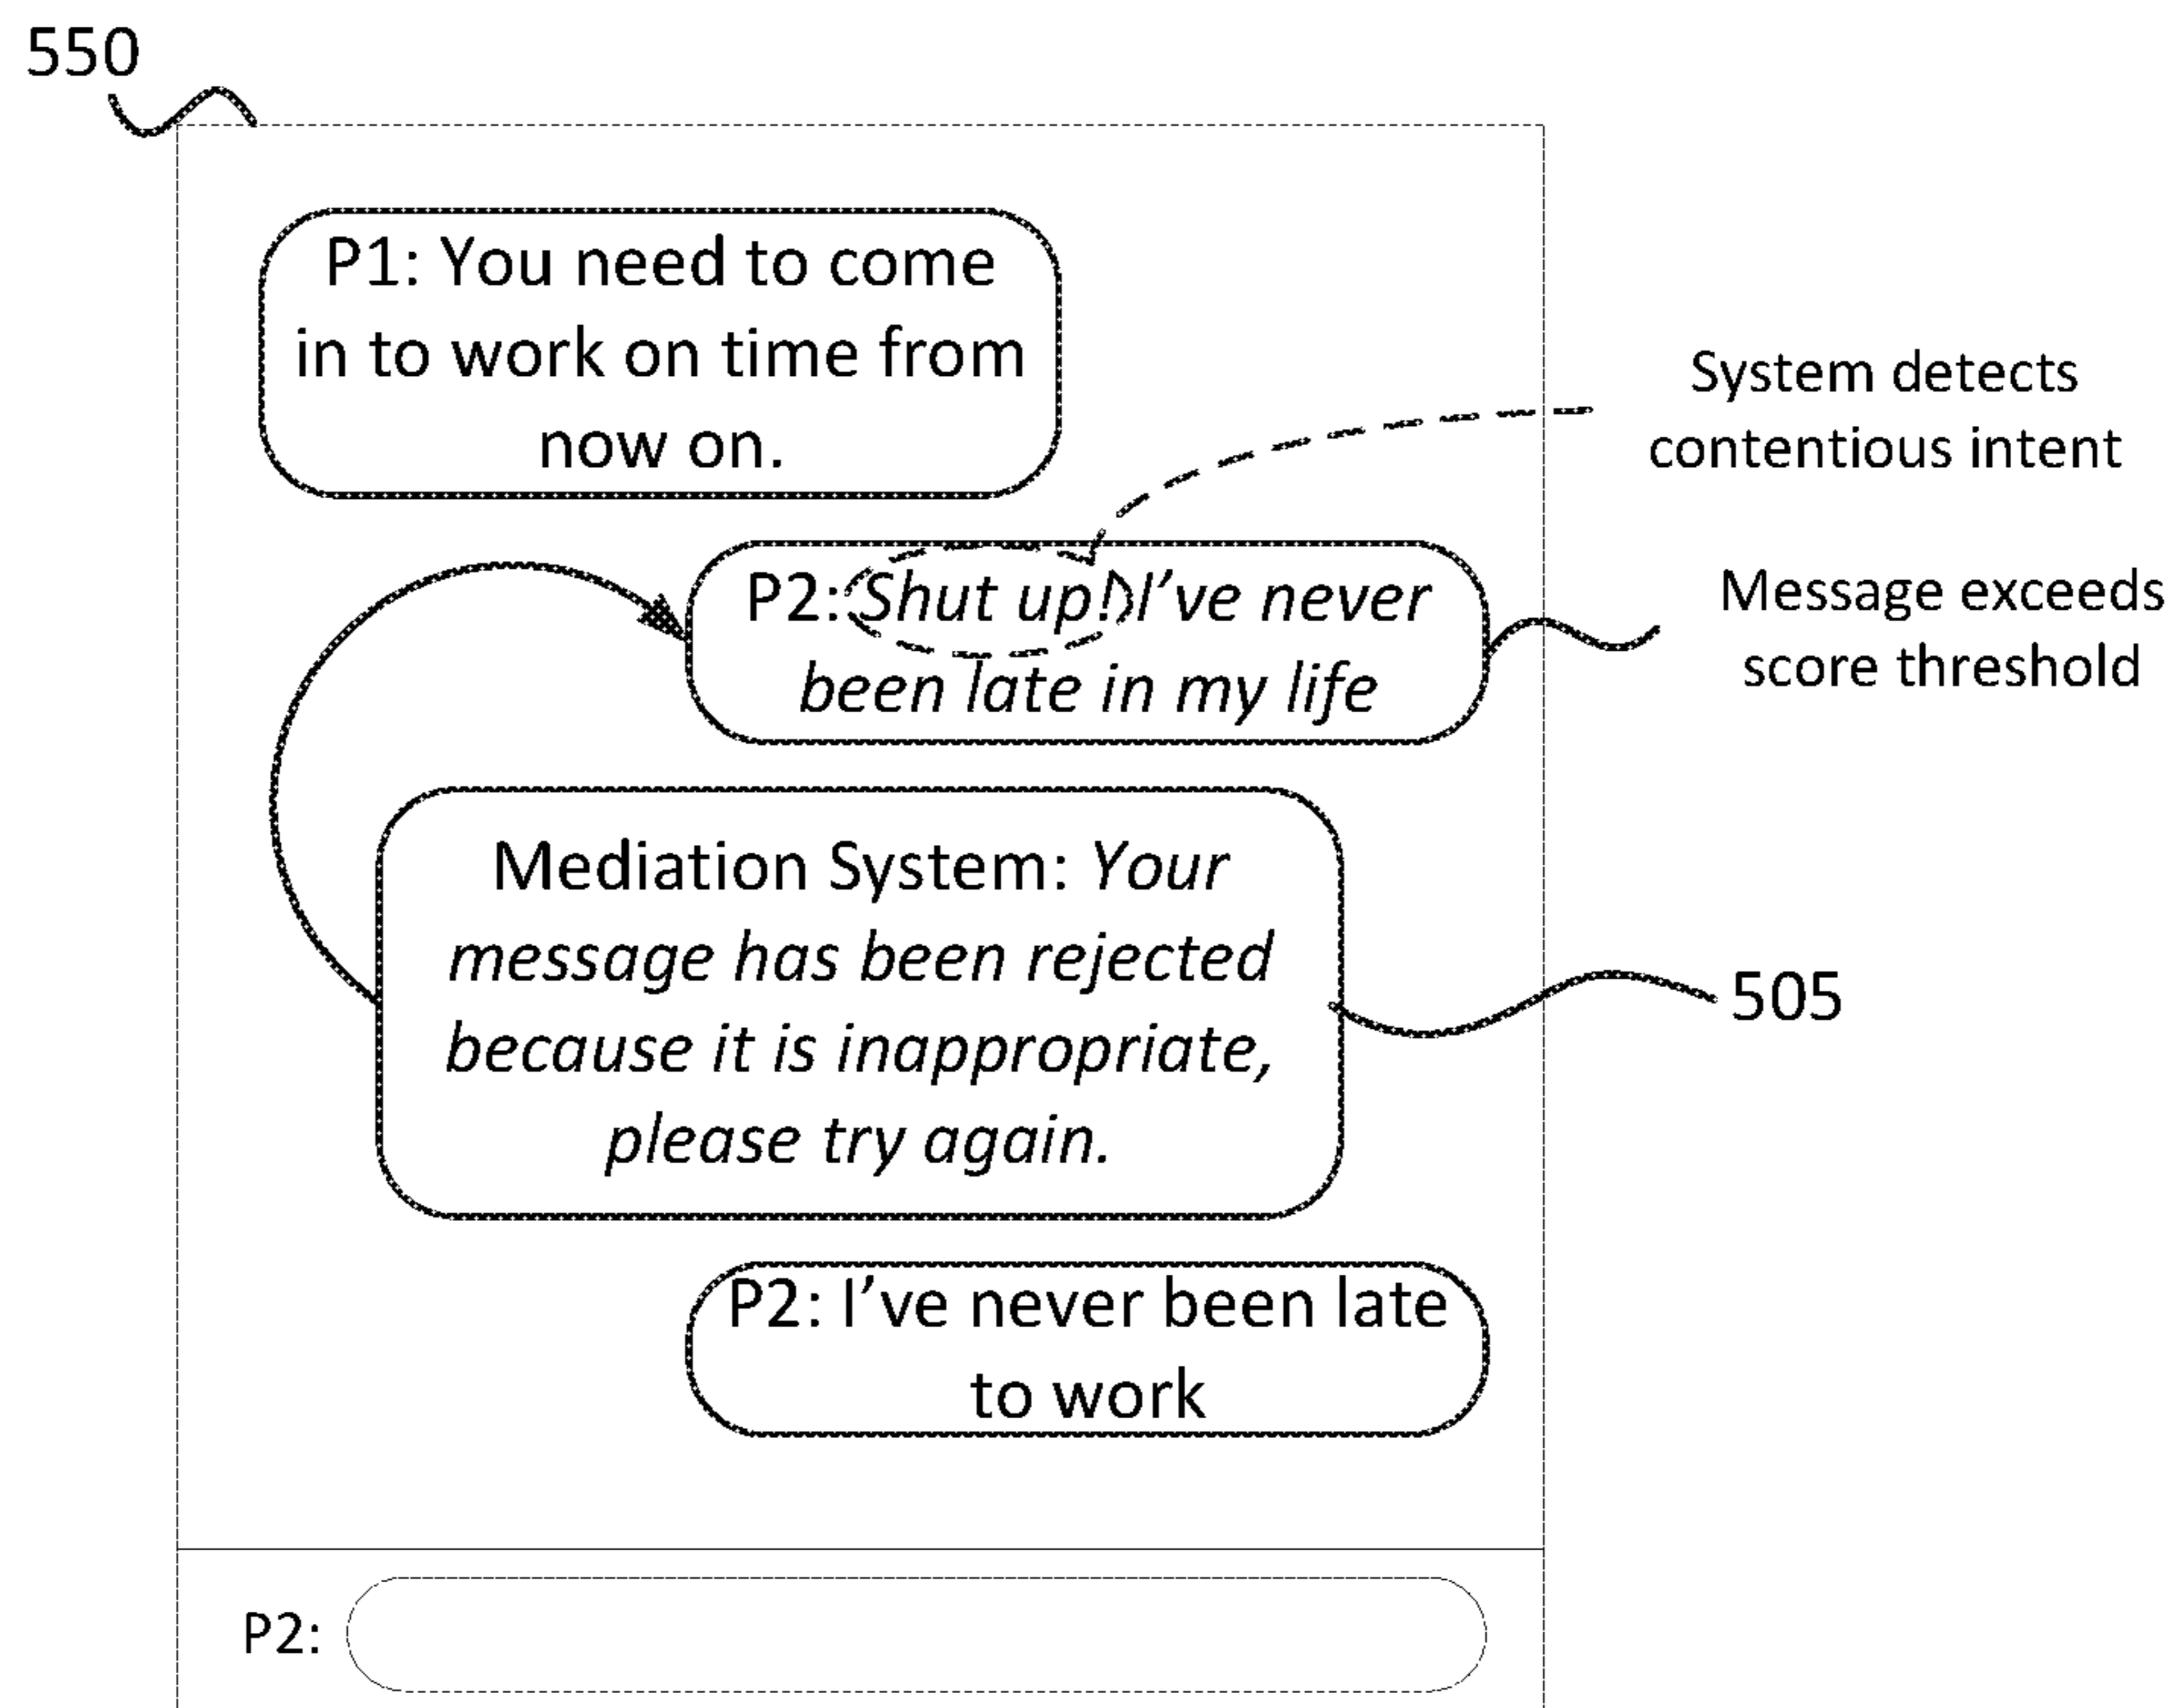 550
P1: You need to come
in to work on time from
now on.
System detects
contentious intent
P2: Shut up! I've never
been late in my life
Message exceeds
score threshold
Mediation System: Your
message has been rejected
because it is inappropriate,
please try again.
505
P2: I've never been late
to work
P2: